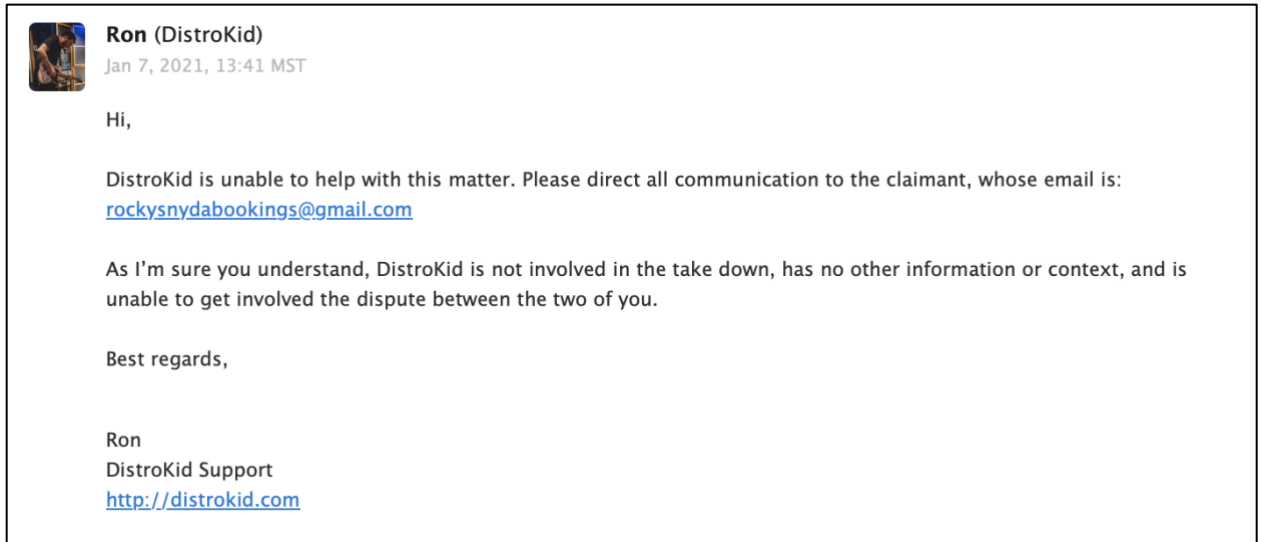 Ron (DistroKid)
Jan 7, 2021, 13:41 MST
Hi,
DistroKid is unable to help with this matter. Please direct all communication to the claimant, whose email is:
rockysnydabookings@gmail.com
As I'm sure you understand, DistroKid is not involved in the take down, has no other information or context, and is
unable to get involved the dispute between the two of you.
Best regards,
Ron
DistroKid Support
http://distrokid.com